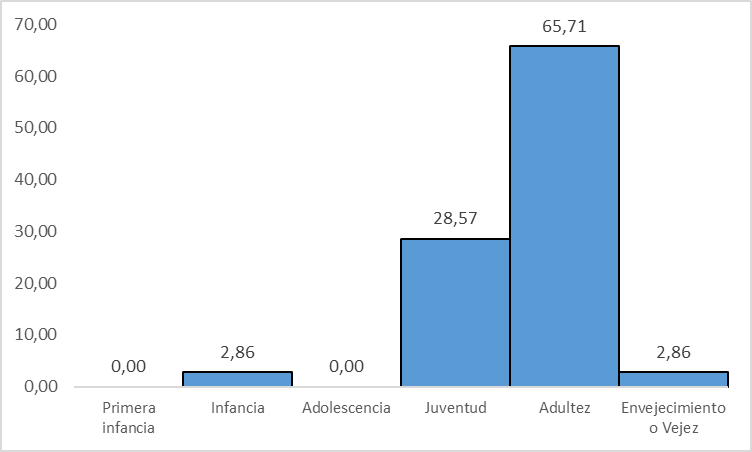 70,00
60,00
50,00
40,00
30,00
20,00
10,00
0,00
0,00
2,86
0,00
28,57
65,71
2,86
Primera
infancia
Infancia
Adolescencia
Juventud
Adultez
Envejecimiento
o Vejez